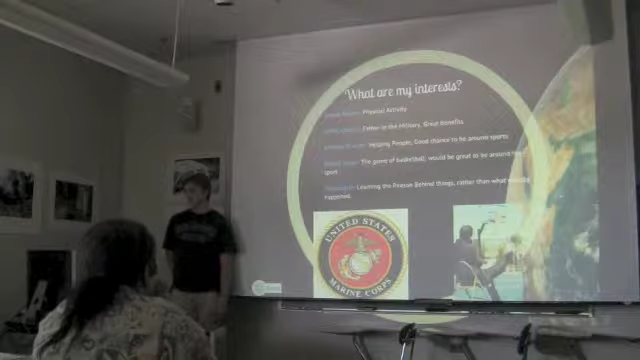 What are my interests?
Physical Activity
Father in the Military, Great Benefits
Helping People, Good chance to be around sports
The game of basketball, would be great to be around the
sport
Learning the Reason Behind things, rather than what
happened.
UNITED STATES
MARINE CORPS